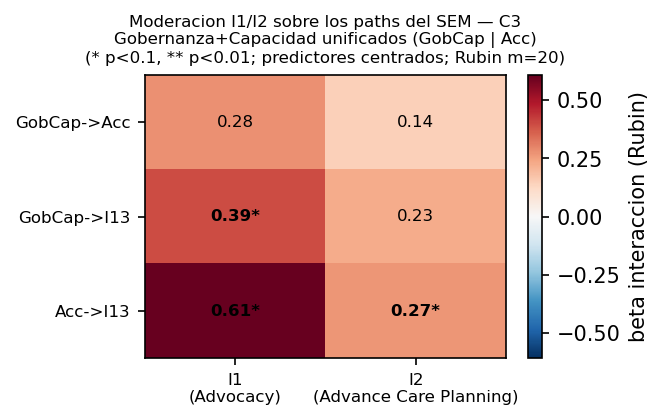 Moderacion I1/I2 sobre los paths del SEM — C3
Gobernanza+Capacidad unificados (GobCap | Acc)
(* p<0.1, ** p<0.01; predictores centrados; Rubin m=20)
GobCap->Acc
0.28
0.14
GobCap->I13
0.39*
0.23
Acc->I13
0.61*
0.27*
I1
(Advocacy)
I2
(Advance Care Planning)
0.50
0.25
0.00
−0.25
−0.50
beta interaccion (Rubin)